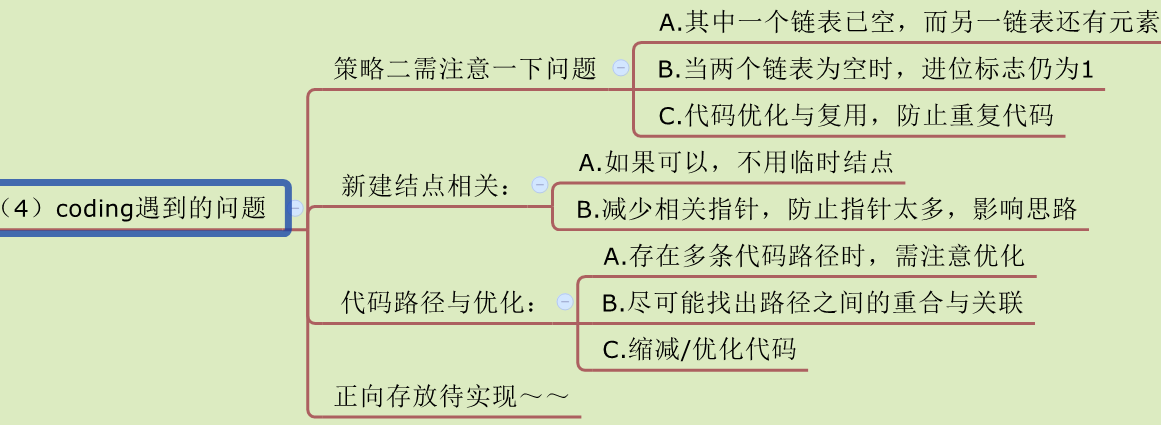 （4）coding遇到的问题
策略二需注意一下问题
A.其中一个链表已空，而另一链表还有元素
B.当两个链表为空时，进位标志仍为1
C.代码优化与复用，防止重复代码
新建结点相关：
A.如果可以，不用临时结点
B.减少相关指针，防止指针太多，影响思路
代码路径与优化：
A.存在多条代码路径时，需注意优化
B.尽可能找出路径之间的重合与关联
C.缩减/优化代码
正向存放待实现～～